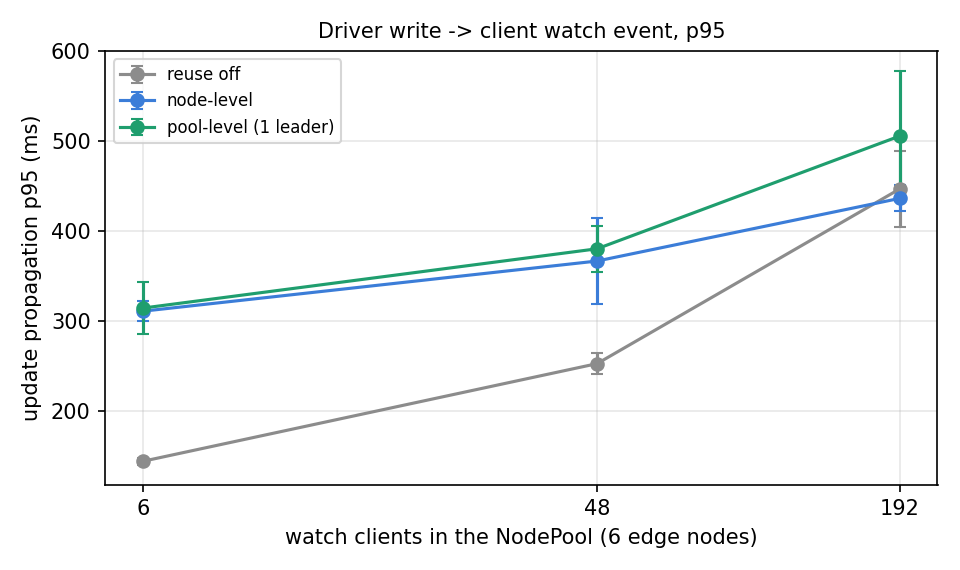 Driver write -> client watch event, p95
update propagation p95 (ms)
600
500
400
300
200
reuse off
node-level
pool-level (1 leader)
6
48
192
watch clients in the NodePool (6 edge nodes)